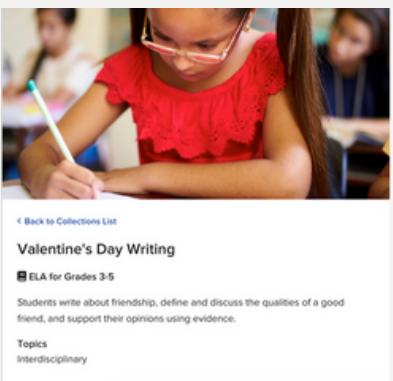 < Back to Collections List
Valentine's Day Writing
ELA for Grades 3-5
Students write about friendship, define and discuss the qualities of a good
friend, and support their opinions using evidence.
Topics
Interdisciplinary